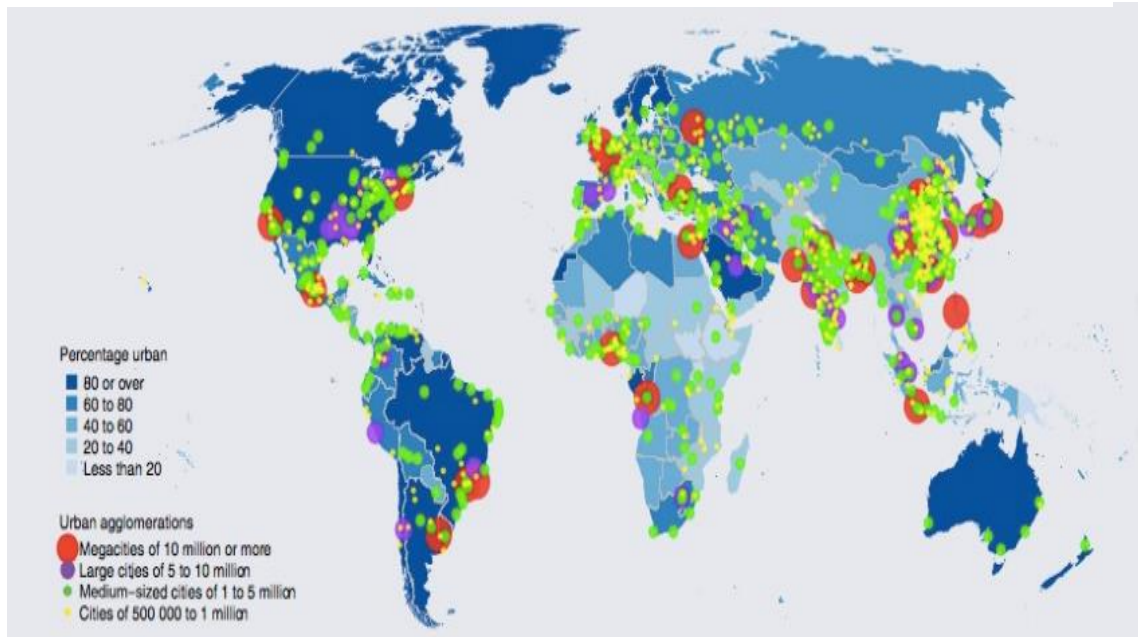 Percentage urban
80 or over
60 to 80
40 to 60
20 to 40
Less than 20
Urban agglomerations
Megacities of 10 million or more
Large cities of 5 to 10 million
Medium-sized cities of 1 to 5 million
Cities of 500 000 to 1 million